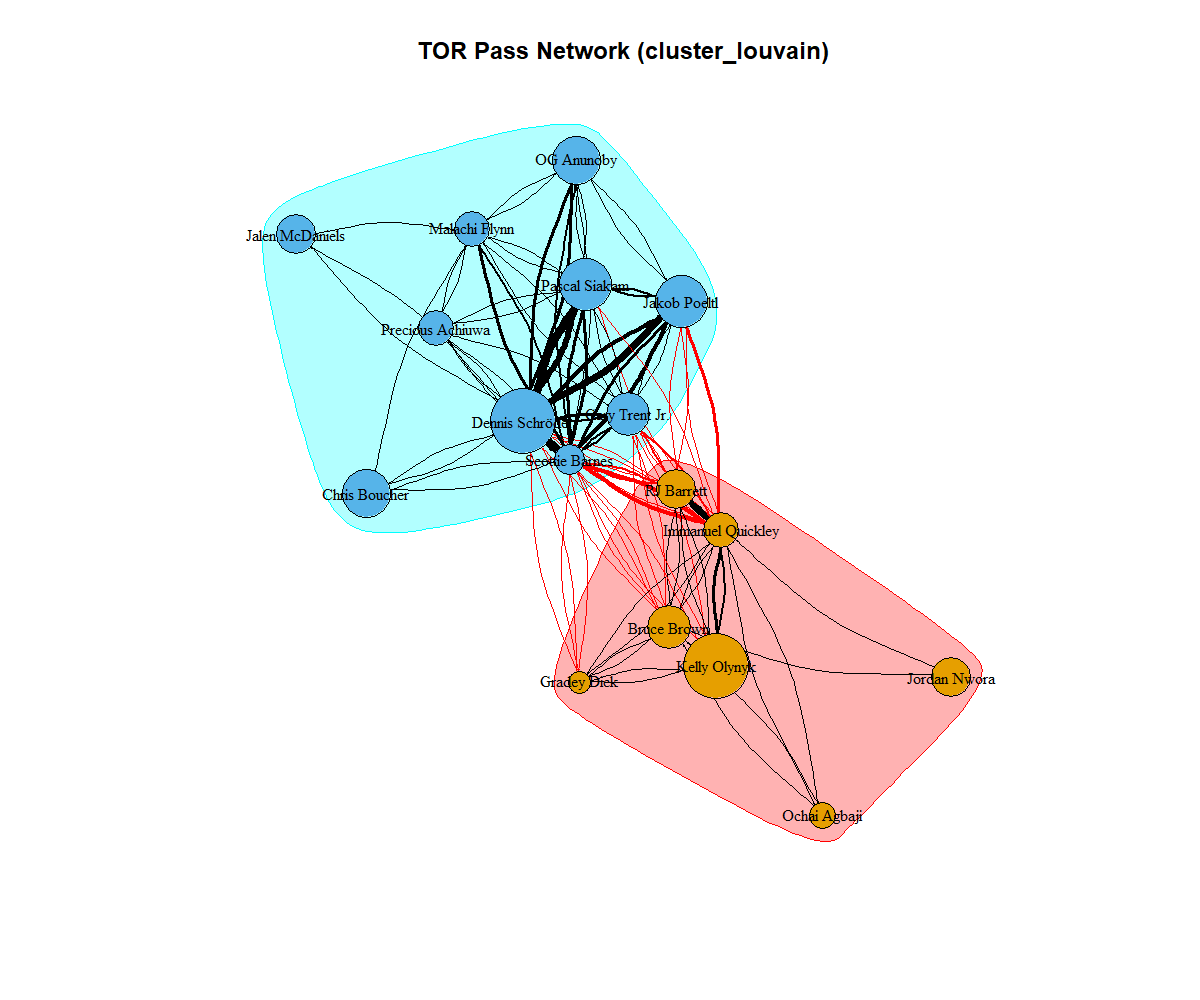 TOR Pass Network (cluster_louvain)
OG Anunoby
Malachi Flynn
Jalen McDaniels
Pascal Siakam
Jakob Poeltl
Precious Achiuwa
Gary Trent Jr.
Dennis Schröder
Scottie Barnes
RJ Barrett
Chris Boucher
Immanuel Quickley
Bruce Brown
Kelly Olynyk
Jordan Nwora
Gradey Dick
Ochai Agbaji